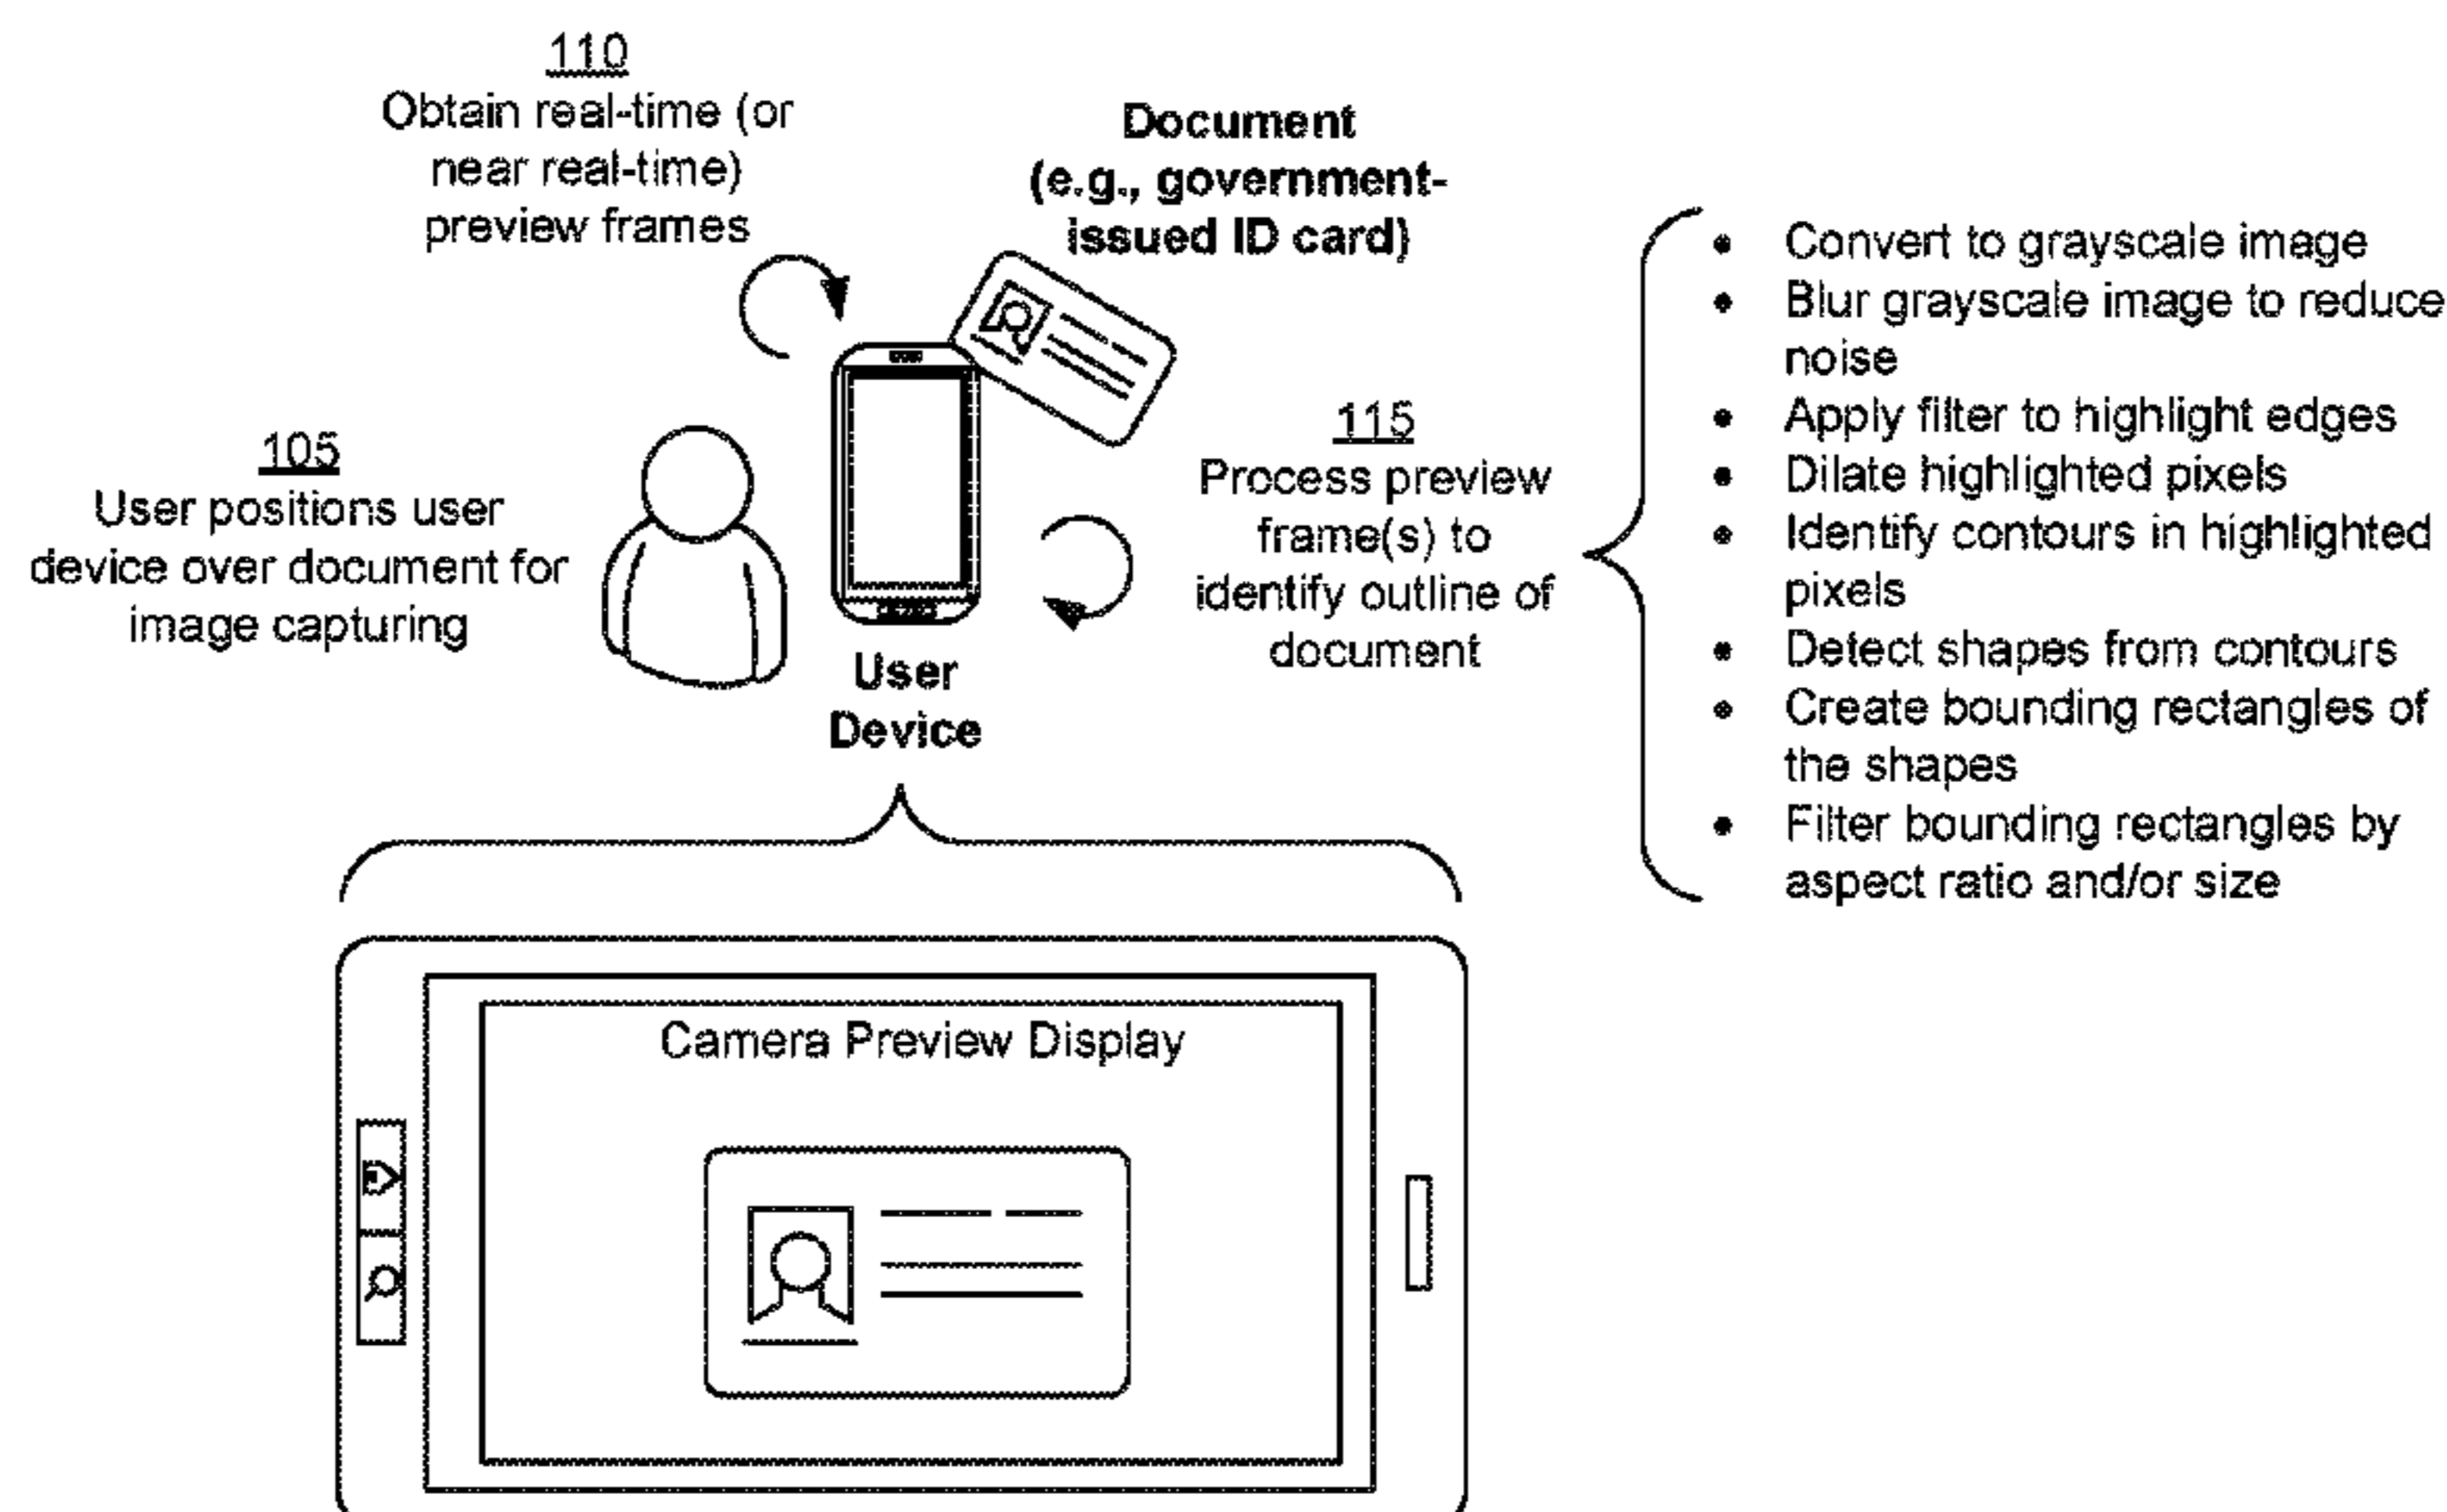 110
Obtain real-time (or
near real-time)
preview frames
Document
(e.g., government-
issued ID card)
105
User positions user
device over document for
image capturing
User
Device
115
Process preview
frame(s) to
identify outline of
document
• Convert to grayscale image
• Blur grayscale image to reduce
noise
• Apply filter to highlight edges
• Dilate highlighted pixels
• Identify contours in highlighted
pixels
• Detect shapes from contours
• Create bounding rectangles of
the shapes
• Filter bounding rectangles by
aspect ratio and/or size
Camera Preview Display